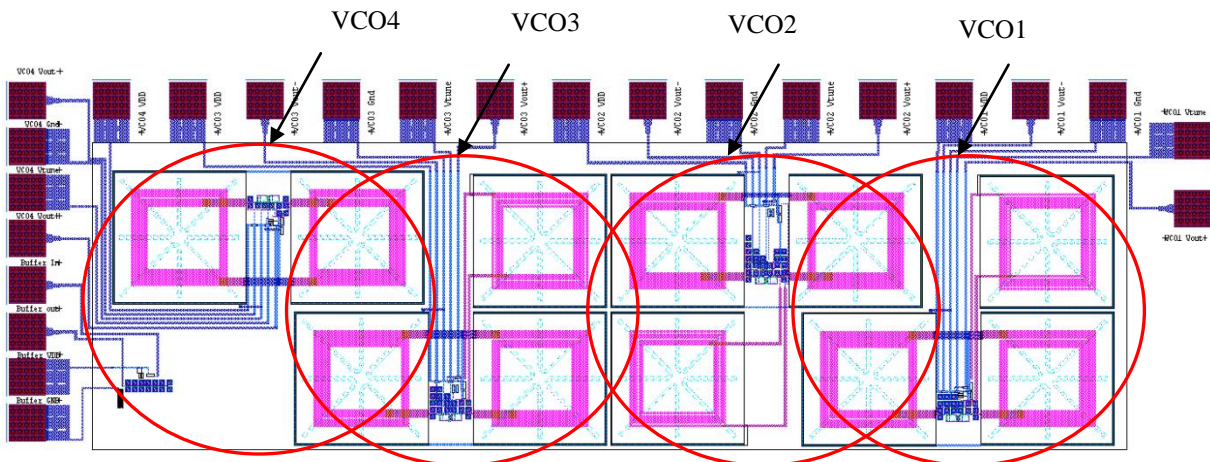 VCO4
VCO3
VCO2
VCO1
VCO4 Vout+
VCO4 Gnd
VCO4 Vtune
VCO4 Vout+
Buffer In
Buffer out
Buffer VDD
Buffer GND
VCO4 VDD
VCO3 VDD
VCO3 Vout-
VCO3 Gnd
VCO3 Vtune
VCO3 Vout+
VCO2 VDD
VCO2 Vout-
VCO2 Gnd
VCO2 Vtune
VCO2 Vout+
VCO1 VDD
VCO1 Vout-
VCO1 Gnd
VCO1 Vtune
VCO1 Vout+